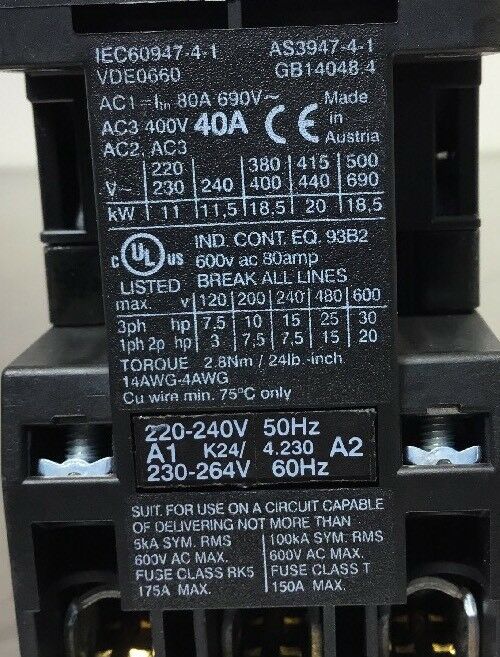 IEC60947-4-1 AS3947-4-1
VDE0660 GB14048.4
AC1-Ith 80A 690V~ Made
AC3 400V 40A CE in
AC2, AC3 Austria
220 380 415 500
V~ 230 240 400 440 690
kW 11 11,5 18,5 20 18,5
IND. CONT. EQ. 93B2
c UL us 600v ac 80amp
LISTED BREAK ALL LINES
max. v 120 200 240 480 600
3ph hp 7,5 10 15 25 30
1ph 2p hp 3 7,5 7,5 15 20
TORQUE 2.8Nm / 24lb.-inch
14AWG-4AWG
Cu wire min. 75°C only
220-240V 50Hz
A1 K24/ 4.230 A2
230-264V 60Hz
SUIT. FOR USE ON A CIRCUIT CAPABLE
OF DELIVERING NOT MORE THAN
5kA SYM. RMS 100kA SYM. RMS
600V AC MAX. 600V AC MAX.
FUSE CLASS RK5 FUSE CLASS T
175A MAX. 150A MAX.